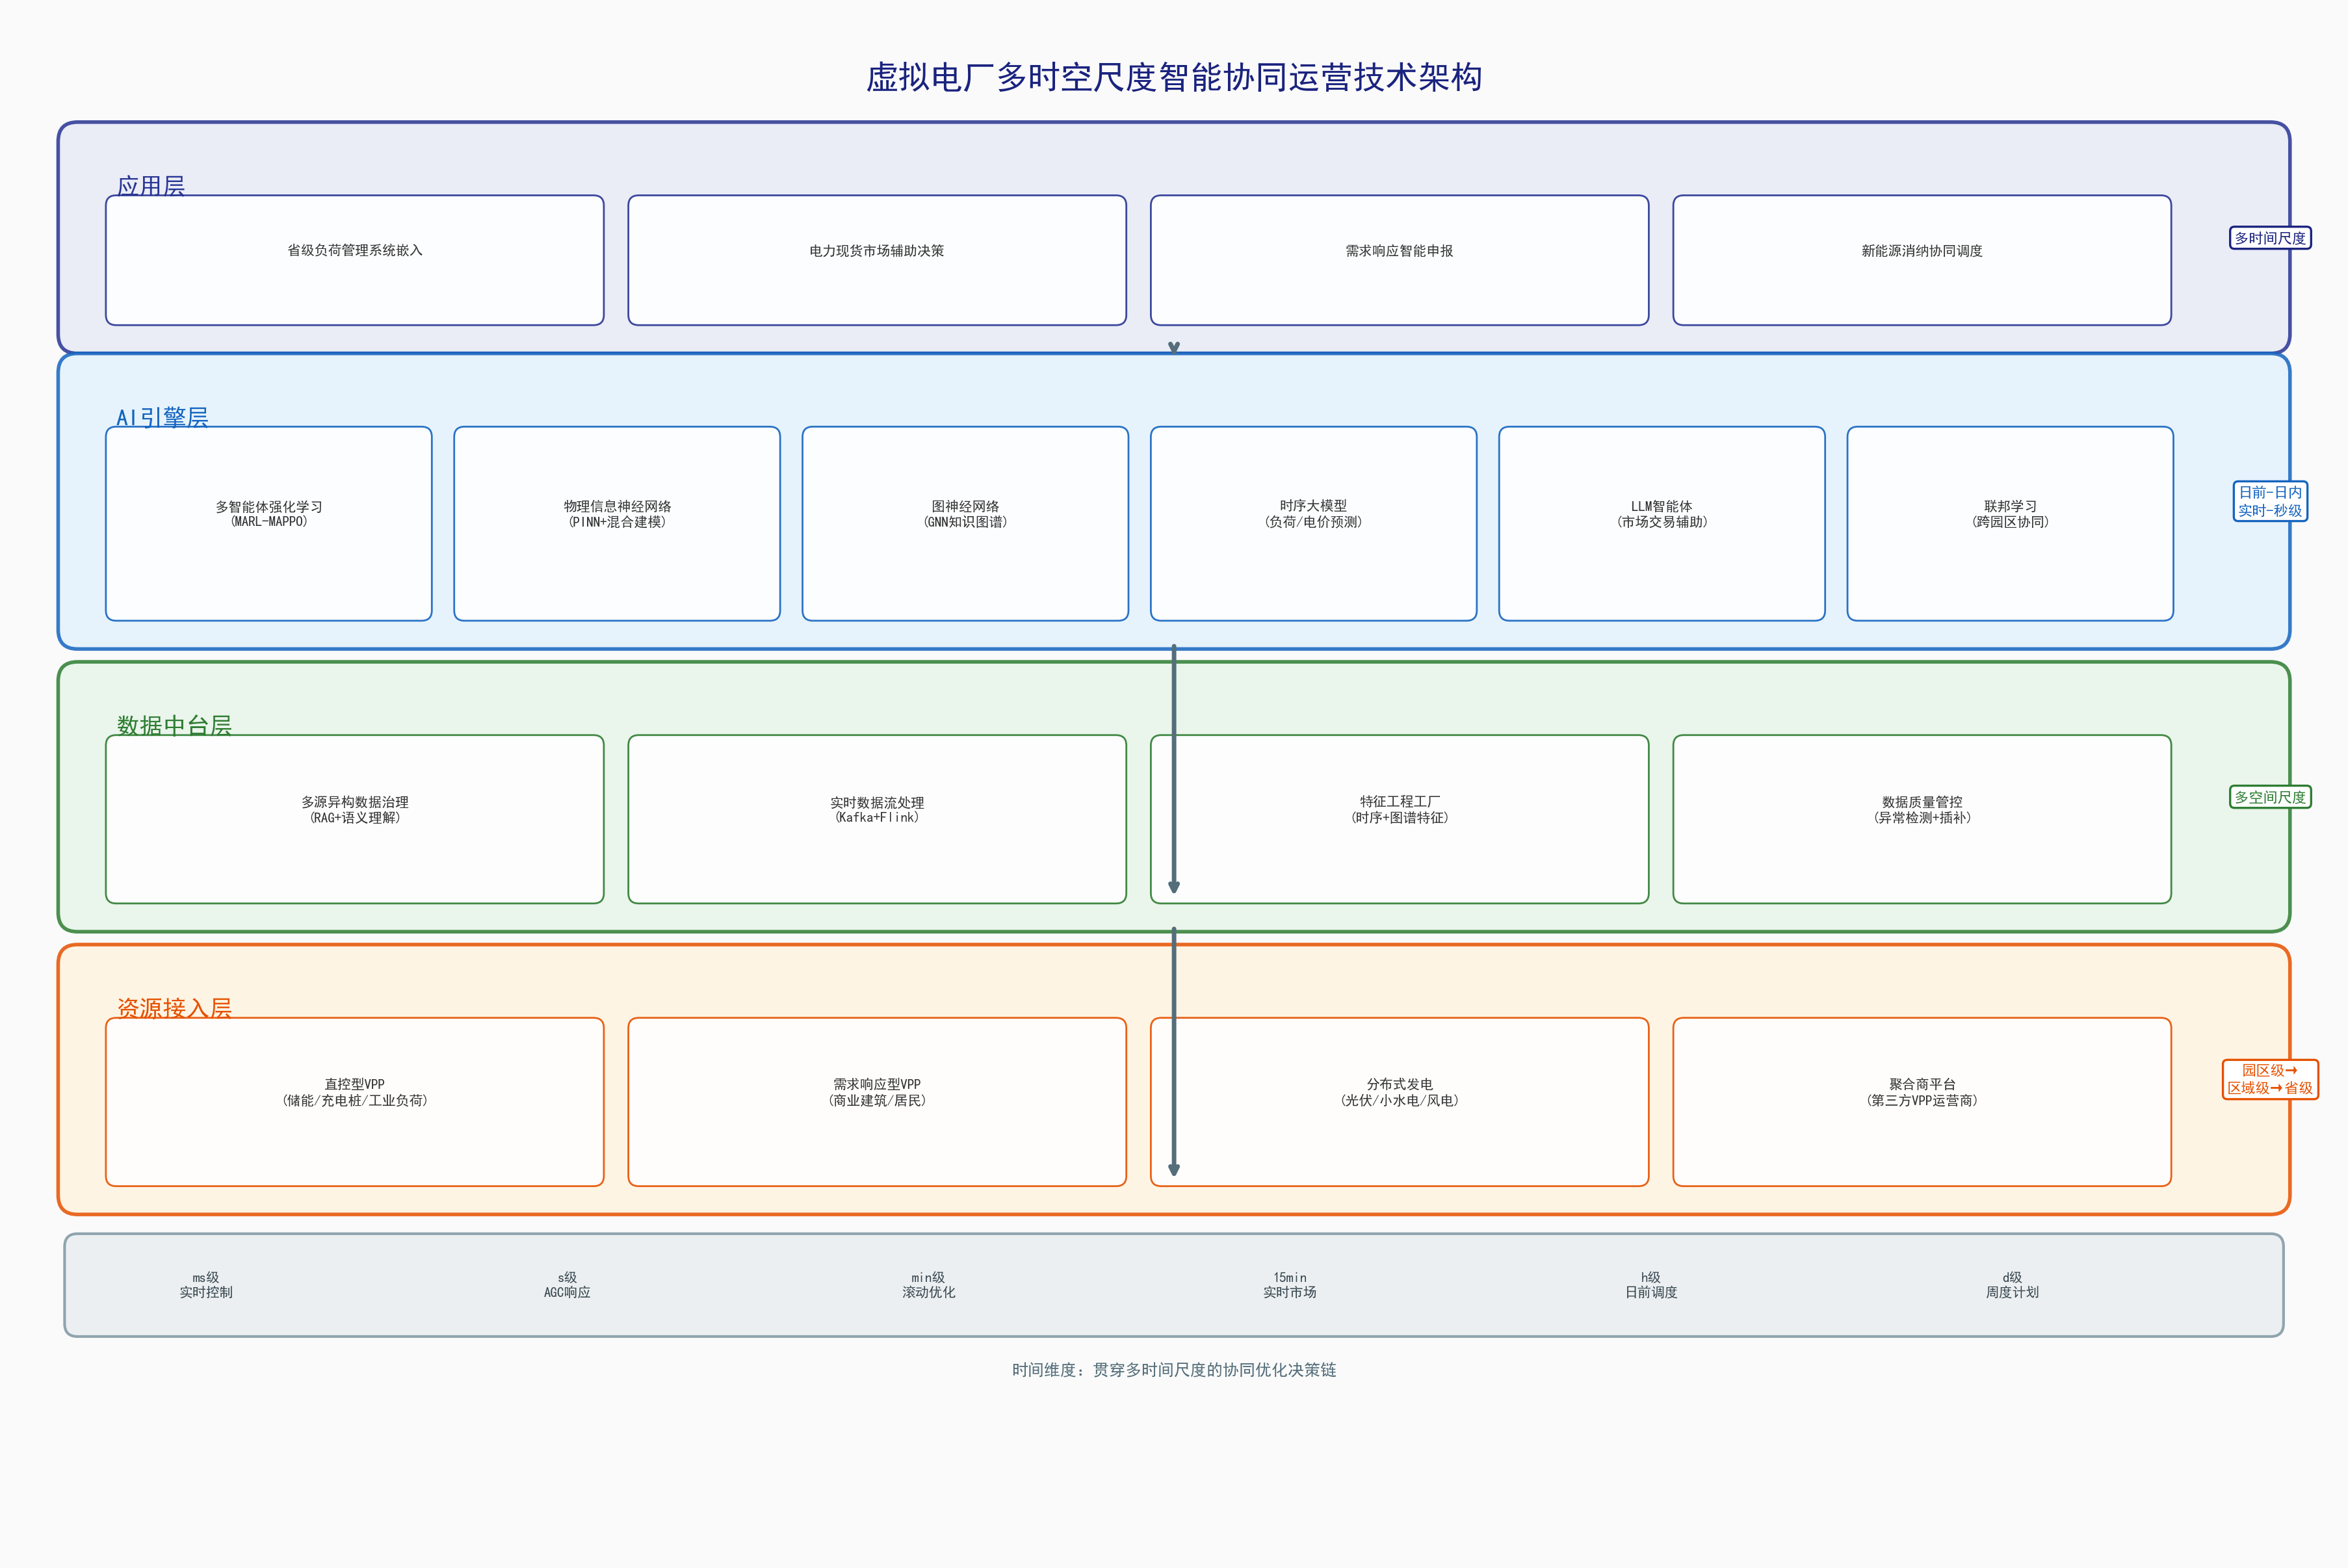 虚拟电厂多时空尺度智能协同运营技术架构
应用层
省级负荷管理系统嵌入
电力现货市场辅助决策
需求响应智能申报
新能源消纳协同调度
多时间尺度
AI引擎层
多智能体强化学习
(MARL-MAPPO)
物理信息神经网络
(PINN+混合建模)
图神经网络
(GNN知识图谱)
时序大模型
(负荷/电价预测)
LLM智能体
(市场交易辅助)
联邦学习
(跨园区协同)
日前-日内
实时-秒级
数据中台层
多源异构数据治理
(RAG+语义理解)
实时数据流处理
(Kafka+Flink)
特征工程工厂
(时序+图谱特征)
数据质量管控
(异常检测+插补)
多空间尺度
资源接入层
直控型VPP
(储能/充电桩/工业负荷)
需求响应型VPP
(商业建筑/居民)
分布式发电
(光伏/小水电/风电)
聚合商平台
(第三方VPP运营商)
园区级→
区域级→省级
ms级
实时控制
s级
AGC响应
min级
滚动优化
15min
实时市场
h级
日前调度
d级
周度计划
时间维度：贯穿多时间尺度的协同优化决策链